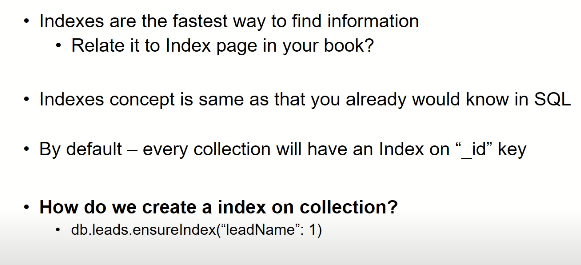 • Indexes are the fastest way to find information
• Relate it to Index page in your book?
• Indexes concept is same as that you already would know in SQL
• By default – every collection will have an Index on “_id” key
• How do we create a index on collection?
• db.leads.ensureIndex(“leadName”: 1)